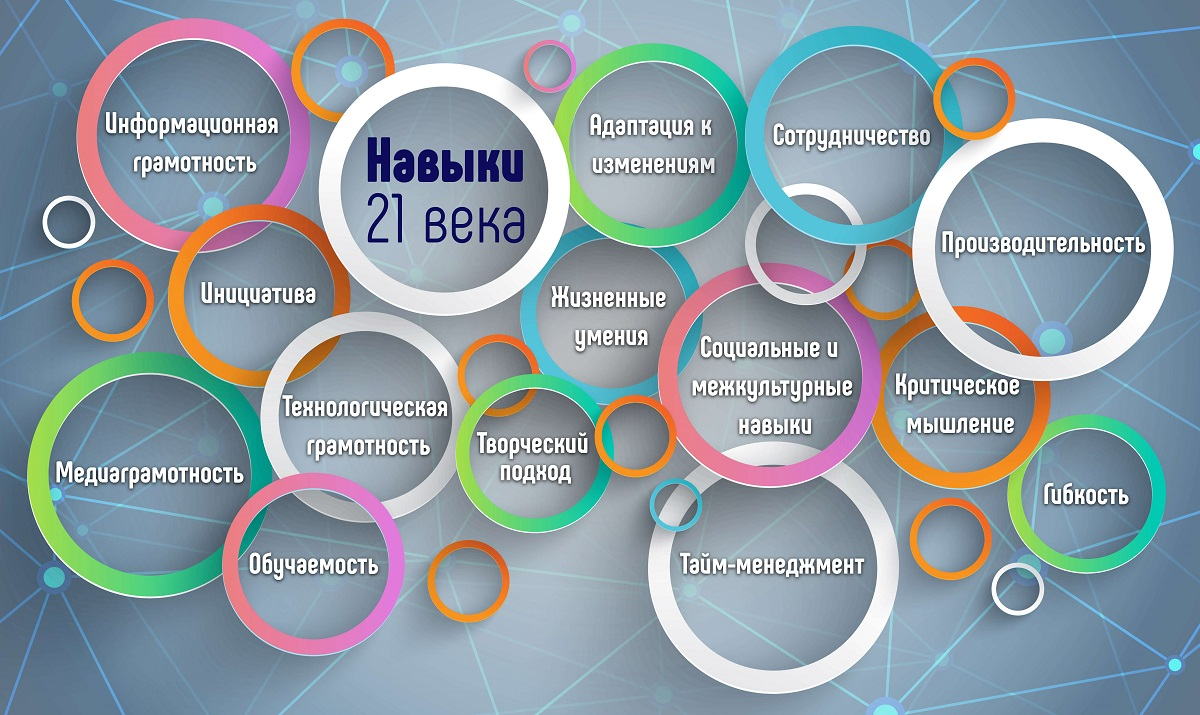 Информационная
грамотность
Навыки
21 века
Адаптация к
изменениям
Сотрудничество
Производительность
Инициатива
Жизненные
умения
Социальные и
межкультурные
навыки
Критическое
мышление
Технологическая
грамотность
Творческий
подход
Медиаграмотность
Гибкость
Обучаемость
Тайм-менеджмент